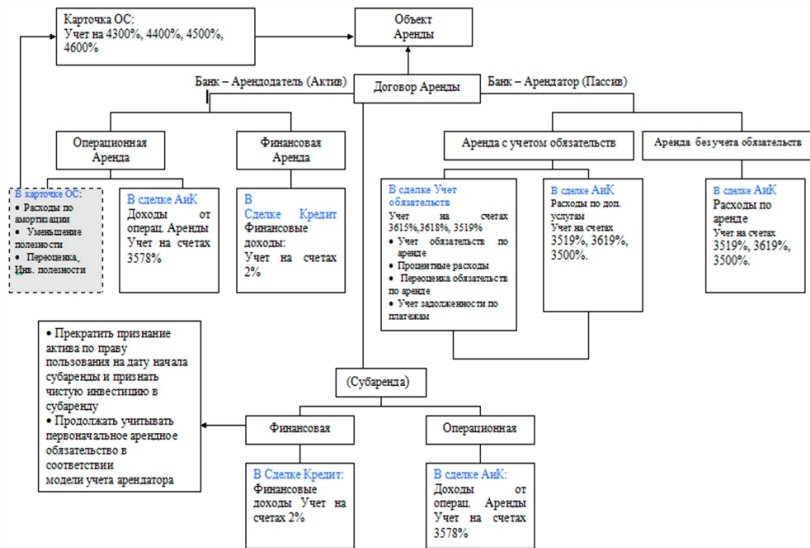 Карточка ОС:
Учет на 4300%, 4400%, 4500%,
4600%
Объект
Аренды
Банк – Арендодатель (Актив)
Договор Аренды
Банк – Арендатор (Пассив)
Операционная
Аренда
Финансовая
Аренда
Аренда с учетом обязательств
Аренда без учета обязательств
В карточке ОС:
• Расходы по
амортизации
• Уменьшение
полезности
• Переоценка,
Инв. полезности
В сделке АиК
Доходы от
операц. Аренды
Учет на счетах
3578%
В
Сделке Кредит
Финансовые
доходы:
Учет на счетах
2%
В сделке Учет
обязательств
Учет на счетах
3615%,3618%, 3519%
• Учет обязательств по
аренде
• Процентные расходы
• Переоценка обязательств
по аренде
• Учет задолженности по
платежам
В сделке АиК
Расходы по доп.
услугам
Учет на счетах
3519%, 3619%,
3500%.
В сделке АиК
Расходы по
аренде
Учет на счетах
3519%, 3619%,
3500%.
• Прекратить признание
актива по праву
пользования на дату начала
субаренды и признать
чистую инвестицию в
субаренду
• Продолжать учитывать
первоначальное арендное
обязательство в
соответствии
модели учета арендатора
(Субаренда)
Финансовая
Операционная
В Сделке Кредит:
Финансовые
доходы Учет на
счетах 2%
В сделке АиК:
Доходы от
операц. Аренды
Учет на счетах
3578%